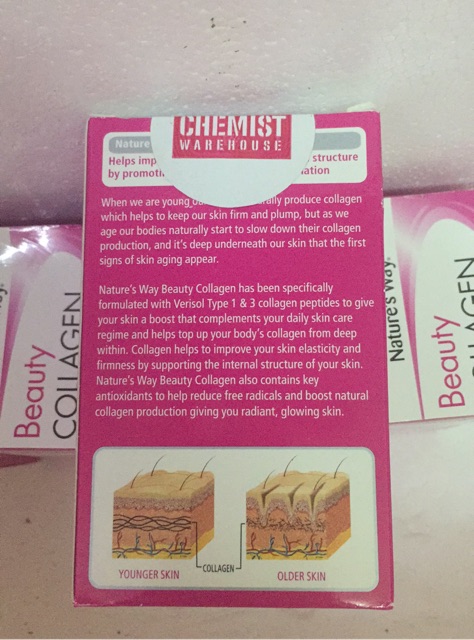 CHEMIST
WAREHOUSE
Nature
Helps imp structure
by promoti lation
When we are young produce collagen
which helps to keep our skin firm and plump, but as we
age our bodies naturally start to slow down their collagen
production, and it's deep underneath our skin that the first
signs of skin aging appear.
Nature's Way Beauty Collagen has been specifically
formulated with Verisol Type 1 & 3 collagen peptides to give
your skin a boost that complements your daily skin care
regime and helps top up your body's collagen from deep
within. Collagen helps to improve your skin elasticity and
firmness by supporting the internal structure of your skin.
Nature's Way Beauty Collagen also contains key
antioxidants to help reduce free radicals and boost natural
collagen production giving you radiant, glowing skin.
COLLAGEN
YOUNGER SKIN
OLDER SKIN
Beauty
COLLAGEN
Nature's Way
Beauty